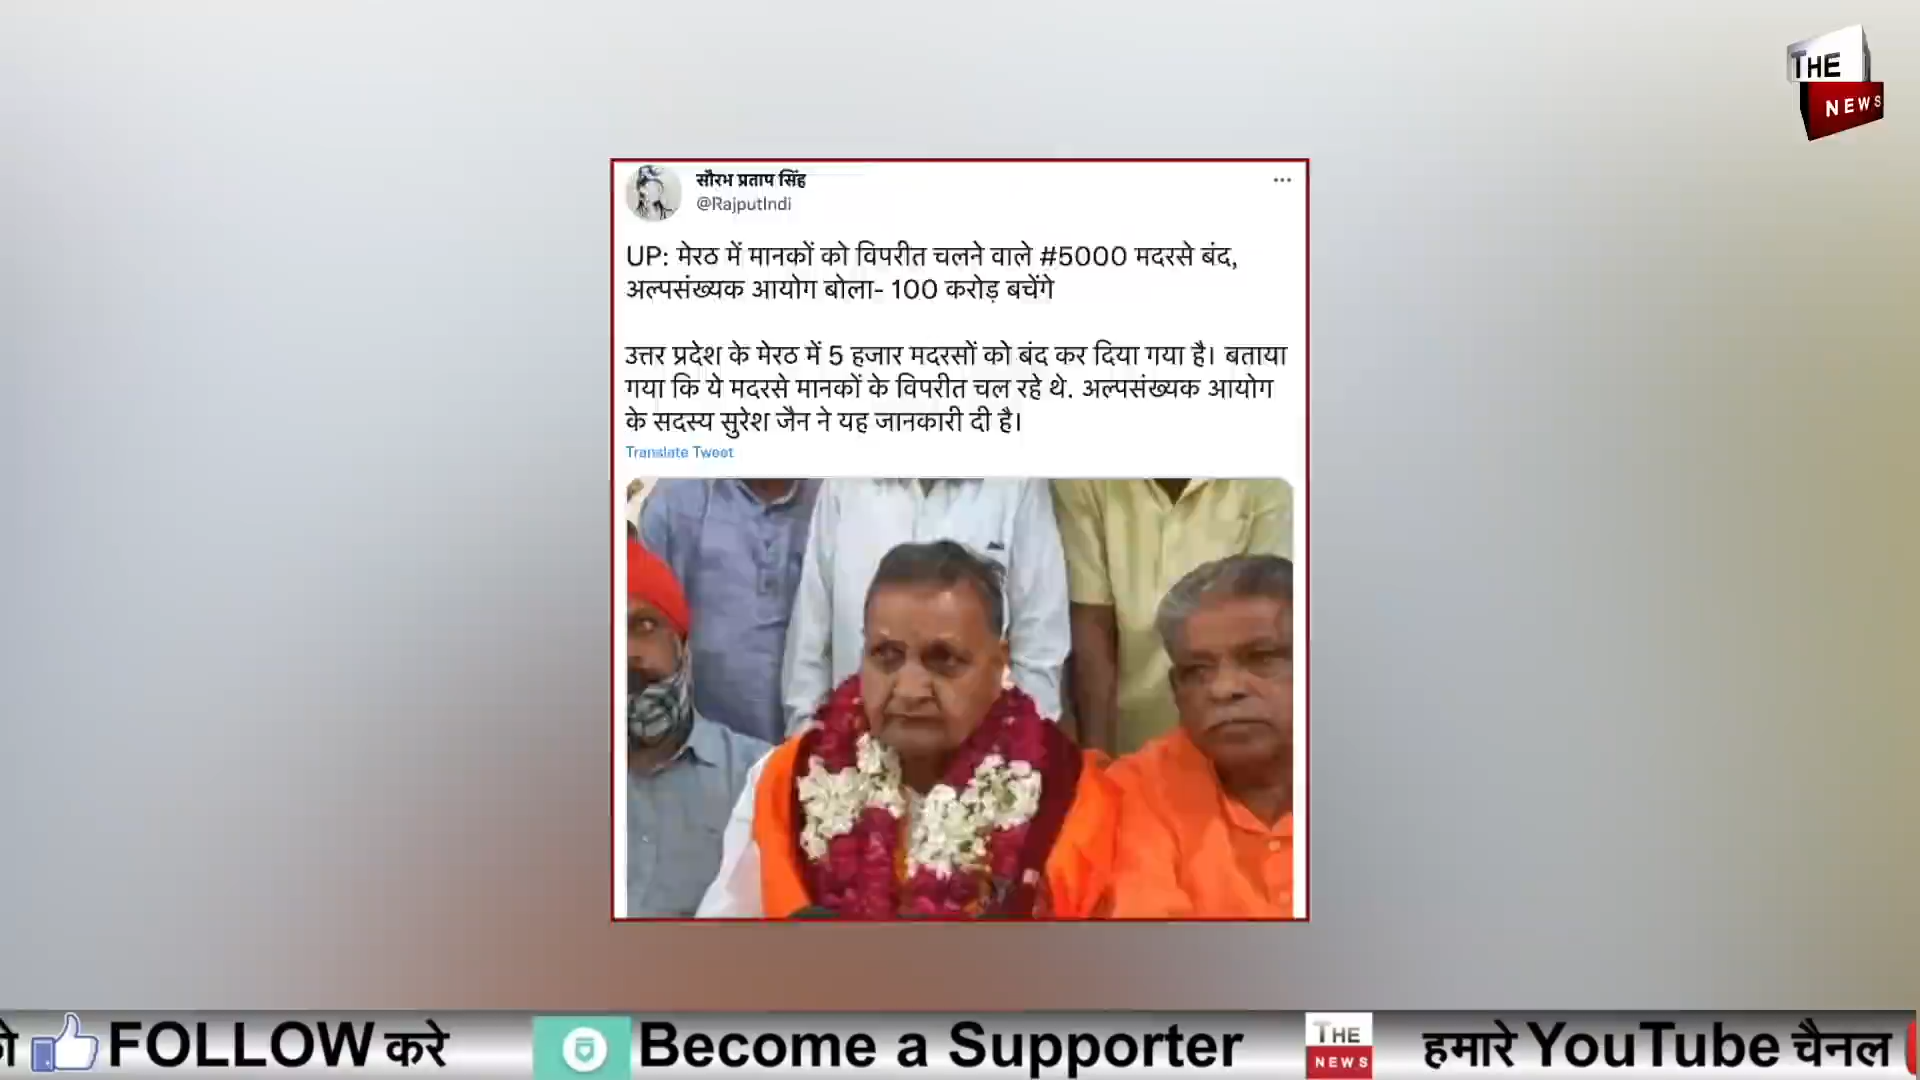 THE
NEWS
सौरभ प्रताप सिंह
@RajputIndi
UP: मेरठ में मानकों को विपरीत चलने वाले #5000 मदरसे बंद,
अल्पसंख्यक आयोग बोला- 100 करोड़ बचेंगे
उत्तर प्रदेश के मेरठ में 5 हजार मदरसों को बंद कर दिया गया है। बताया
गया कि ये मदरसे मानकों के विपरीत चल रहे थे. अल्पसंख्यक आयोग
के सदस्य सुरेश जैन ने यह जानकारी दी है।
Translate Tweet
FOLLOW करे Become a Supporter THE NEWS हमारे YouTube चैनल